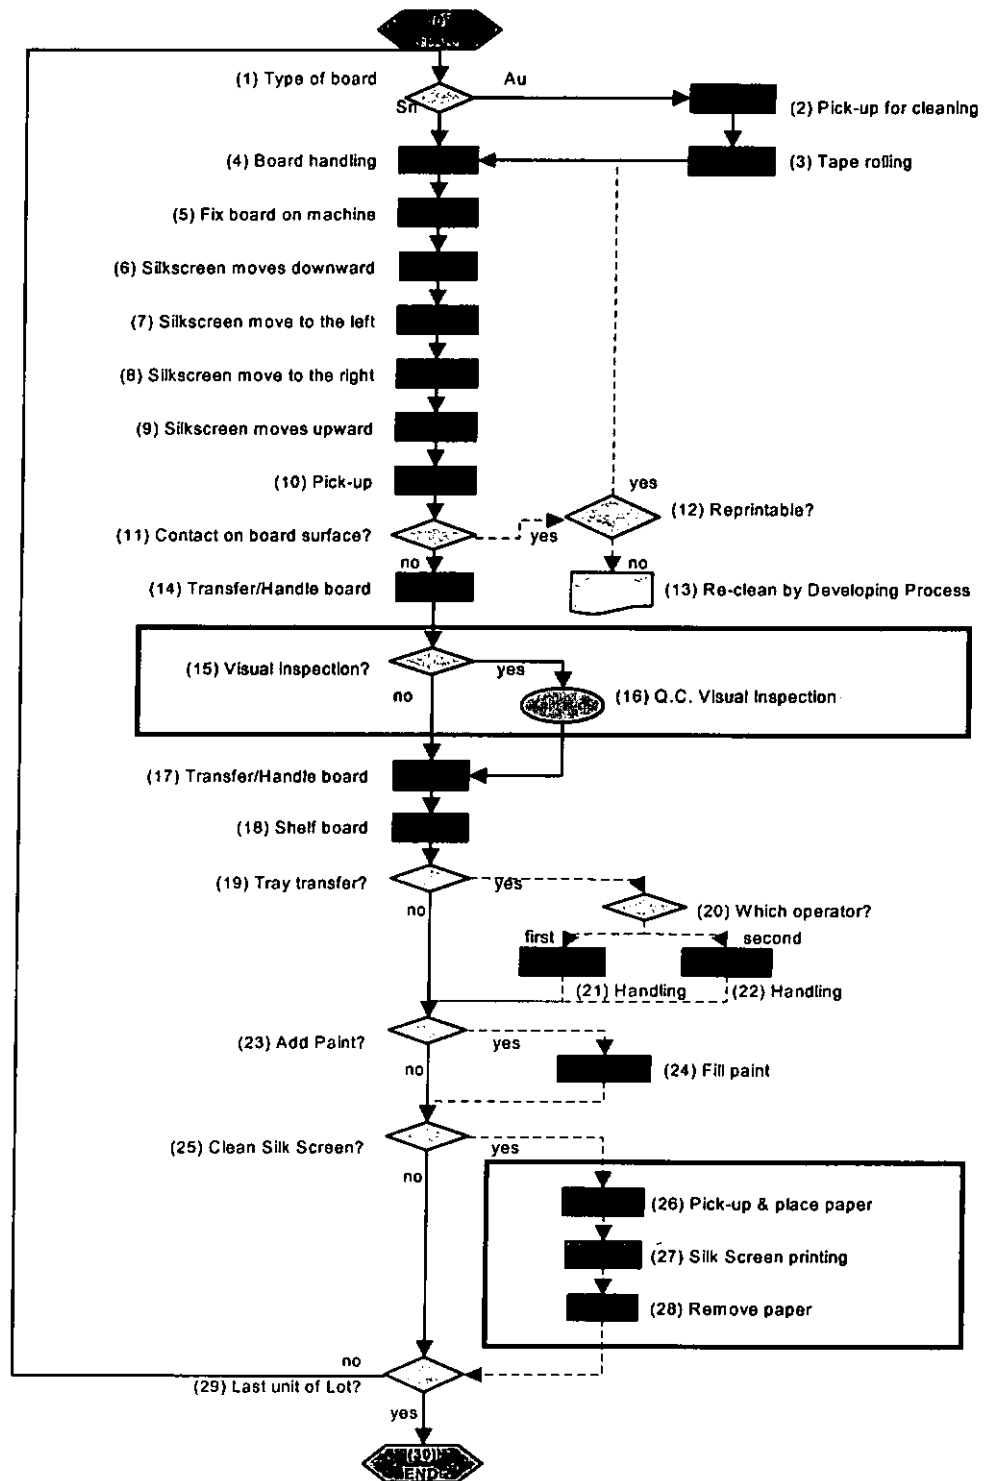 (1) Type of board
Au
Sn
(2) Pick-up for cleaning
(4) Board handling
(3) Tape rolling
(5) Fix board on machine
(6) Silkscreen moves downward
(7) Silkscreen move to the left
(8) Silkscreen move to the right
(9) Silkscreen moves upward
(10) Pick-up
yes
(12) Reprintable?
(11) Contact on board surface?
yes
no
no
(14) Transfer/Handle board
(13) Re-clean by Developing Process
(15) Visual Inspection?
yes
no
(16) Q.C. Visual Inspection
(17) Transfer/Handle board
(18) Shelf board
(19) Tray transfer?
yes
no
(20) Which operator?
first
second
(21) Handling
(22) Handling
(23) Add Paint?
yes
no
(24) Fill paint
(25) Clean Silk Screen?
yes
no
(26) Pick-up & place paper
(27) Silk Screen printing
(28) Remove paper
no
(29) Last unit of Lot?
yes
(30)
END